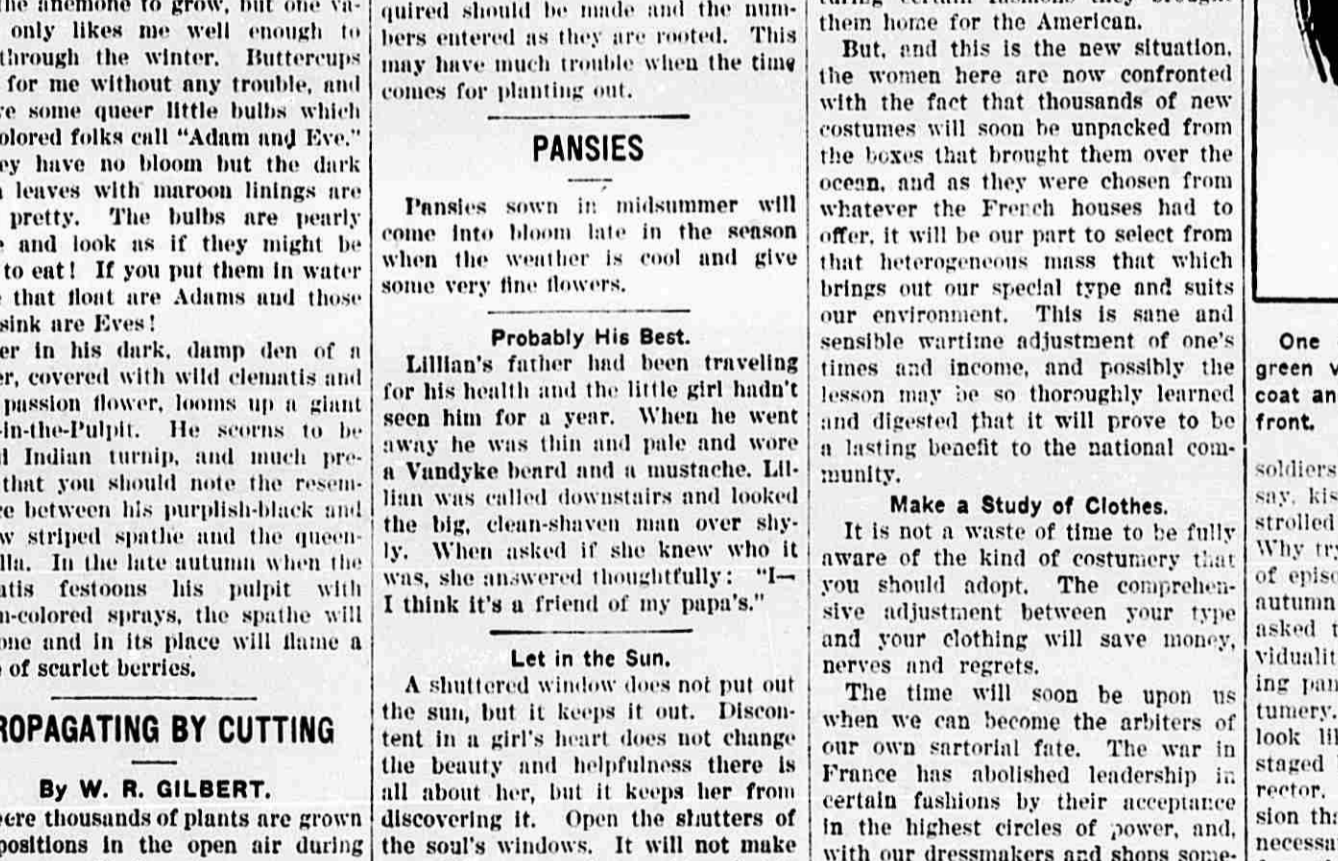 the anemone to grow, but one va-
only likes me well enough to
through the winter. Buttercups
for me without any trouble, and
some queer little bulbs which
folks call "Adam and Eve."
have no bloom but the dark
leaves with maroon linings are
pretty. The bulbs are pearly
and look as if they might be
to eat! If you put them in water
that float are Adams and those
sink are Eves!
in his dark, damp den of a
covered with wild clematis and
passion flower, looms up a giant
-in-the-Pulpit. He scorns to be
Indian turnip, and much pre-
that you should note the resem-
between his purplish-black and
striped spathe and the queen-
In the late autumn when the
festoons his pulpit with
-colored sprays, the spathe will
and in its place will flame a
of scarlet berries.
ROPAGATING BY CUTTING
By W. R. GILBERT.
thousands of plants are grown
positions in the open air during
quired should be made and the num-
bers entered as they are rooted. This
may have much trouble when the time
comes for planting out.
PANSIES
Pansies sown in midsummer will
come into bloom late in the season
when the weather is cool and give
some very fine flowers.
Probably His Best.
Lillian's father had been traveling
for his health and the little girl hadn't
seen him for a year. When he went
away he was thin and pale and wore
a Vandyke beard and a mustache. Lil-
lian was called downstairs and looked
the big, clean-shaven man over shy-
ly. When asked if she knew who it
was, she answered thoughtfully: "I—
I think it's a friend of my papa's."
Let in the Sun.
A shuttered window does not put out
the sun, but it keeps it out. Discon-
tent in a girl's heart does not change
the beauty and helpfulness there is
all about her, but it keeps her from
discovering it. Open the shutters of
the soul's windows. It will not make
turing certain fashions they brought
them home for the American.
But, and this is the new situation,
the women here are now confronted
with the fact that thousands of new
costumes will soon be unpacked from
the boxes that brought them over the
ocean, and as they were chosen from
whatever the French houses had to
offer, it will be our part to select from
that heterogeneous mass that which
brings out our special type and suits
our environment. This is sane and
sensible wartime adjustment of one's
times and income, and possibly the
lesson may be so thoroughly learned
and digested that it will prove to be
a lasting benefit to the national com-
munity.
Make a Study of Clothes.
It is not a waste of time to be fully
aware of the kind of costumery that
you should adopt. The comprehen-
sive adjustment between your type
and your clothing will save money,
nerves and regrets.
The time will soon be upon us
when we can become the arbiters of
our own sartorial fate. The war in
France has abolished leadership in
certain fashions by their acceptance
in the highest circles of power, and,
with our dressmakers and shops some-
One
green v
coat an
front.
soldiers
say, kis
strolled
Why try
of episo
autumn
asked
viduality
ing pan
tumery.
look lik
staged
rector,
sion tha
necessa